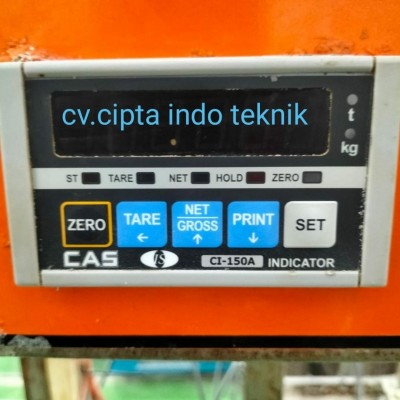 cv.cipta indo teknik
t
kg
ST TARE NET HOLD ZERO
ZERO
TARE
←
NET
GROSS
↑
PRINT
↓
SET
CAS
CI-150A
INDICATOR